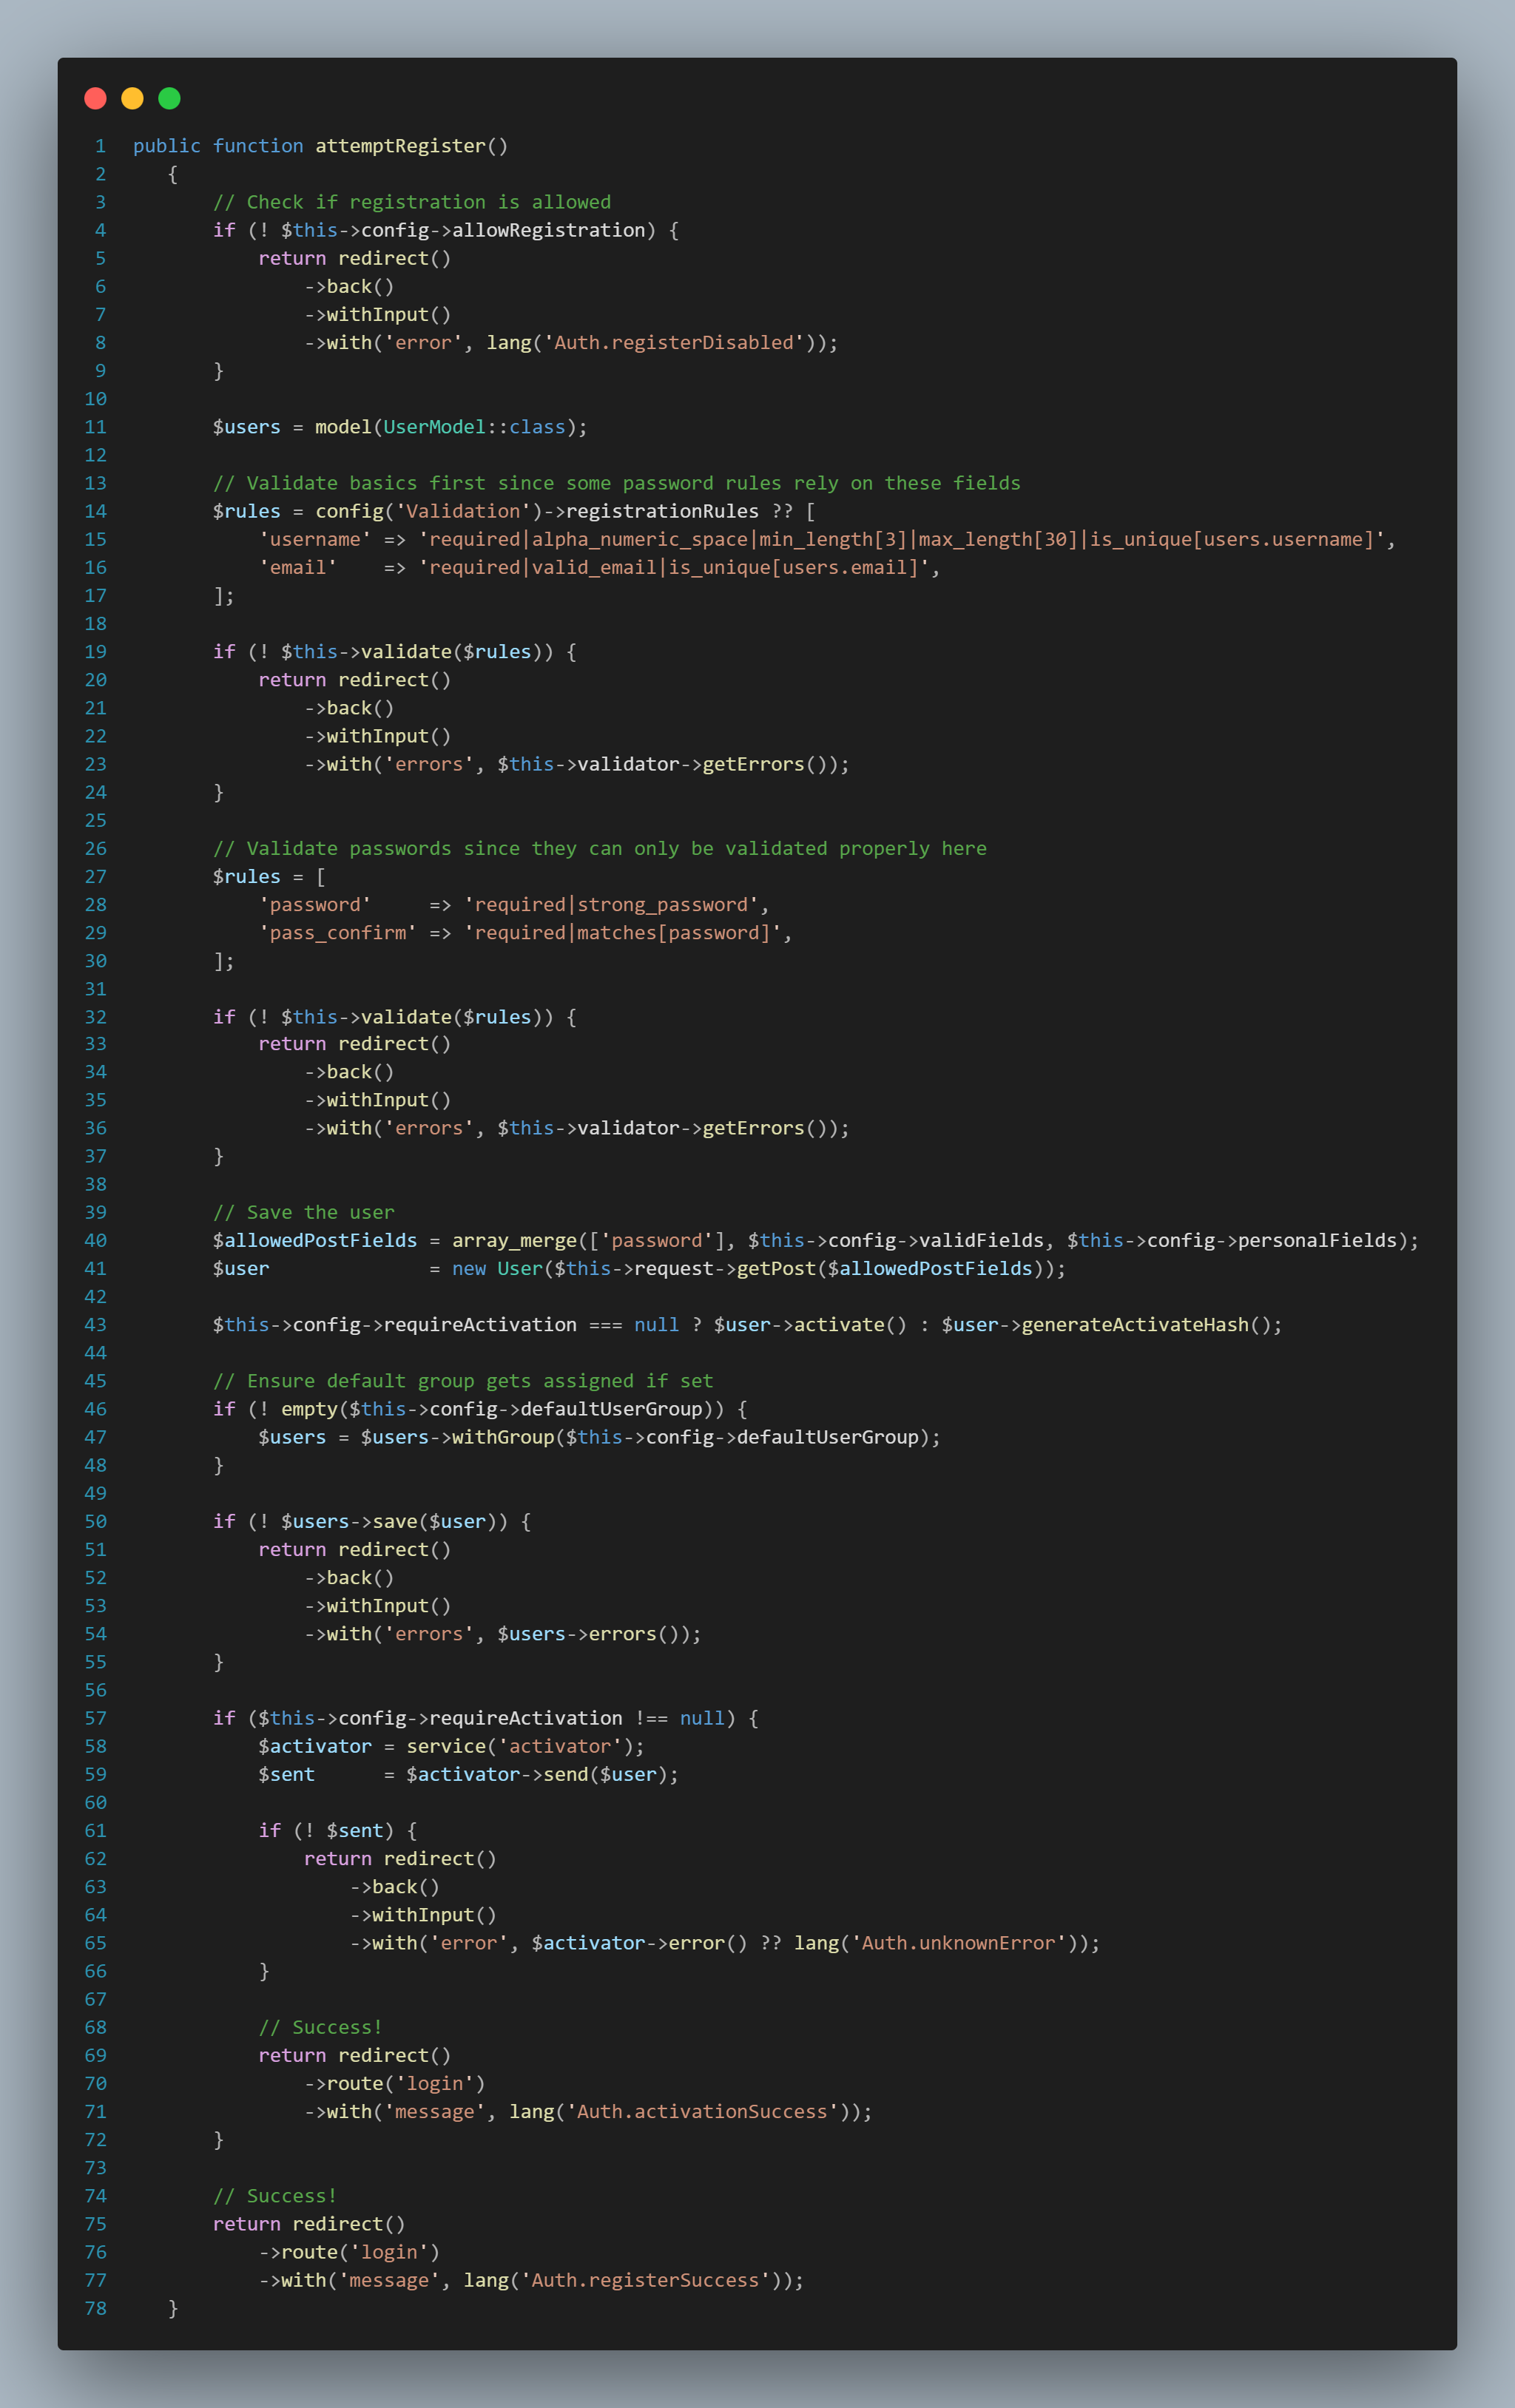 1 public function attemptRegister()
2 {
3 // Check if registration is allowed
4 if (! $this->config->allowRegistration) {
5 return redirect()
6 ->back()
7 ->withInput()
8 ->with('error', lang('Auth.registerDisabled'));
9 }
10
11 $users = model(UserModel::class);
12
13 // Validate basics first since some password rules rely on these fields
14 $rules = config('Validation')->registrationRules ?? [
15 'username' => 'required|alpha_numeric_space|min_length[3]|max_length[30]|is_unique[users.username]',
16 'email'    => 'required|valid_email|is_unique[users.email]',
17 ];
18
19 if (! $this->validate($rules)) {
20 return redirect()
21 ->back()
22 ->withInput()
23 ->with('errors', $this->validator->getErrors());
24 }
25
26 // Validate passwords since they can only be validated properly here
27 $rules = [
28 'password'     => 'required|strong_password',
29 'pass_confirm' => 'required|matches[password]',
30 ];
31
32 if (! $this->validate($rules)) {
33 return redirect()
34 ->back()
35 ->withInput()
36 ->with('errors', $this->validator->getErrors());
37 }
38
39 // Save the user
40 $allowedPostFields = array_merge(['password'], $this->config->validFields, $this->config->personalFields);
41 $user              = new User($this->request->getPost($allowedPostFields));
42
43 $this->config->requireActivation === null ? $user->activate() : $user->generateActivateHash();
44
45 // Ensure default group gets assigned if set
46 if (! empty($this->config->defaultUserGroup)) {
47 $users = $users->withGroup($this->config->defaultUserGroup);
48 }
49
50 if (! $users->save($user)) {
51 return redirect()
52 ->back()
53 ->withInput()
54 ->with('errors', $users->errors());
55 }
56
57 if ($this->config->requireActivation !== null) {
58 $activator = service('activator');
59 $sent      = $activator->send($user);
60
61 if (! $sent) {
62 return redirect()
63 ->back()
64 ->withInput()
65 ->with('error', $activator->error() ?? lang('Auth.unknownError'));
66 }
67
68 // Success!
69 return redirect()
70 ->route('login')
71 ->with('message', lang('Auth.activationSuccess'));
72 }
73
74 // Success!
75 return redirect()
76 ->route('login')
77 ->with('message', lang('Auth.registerSuccess'));
78 }